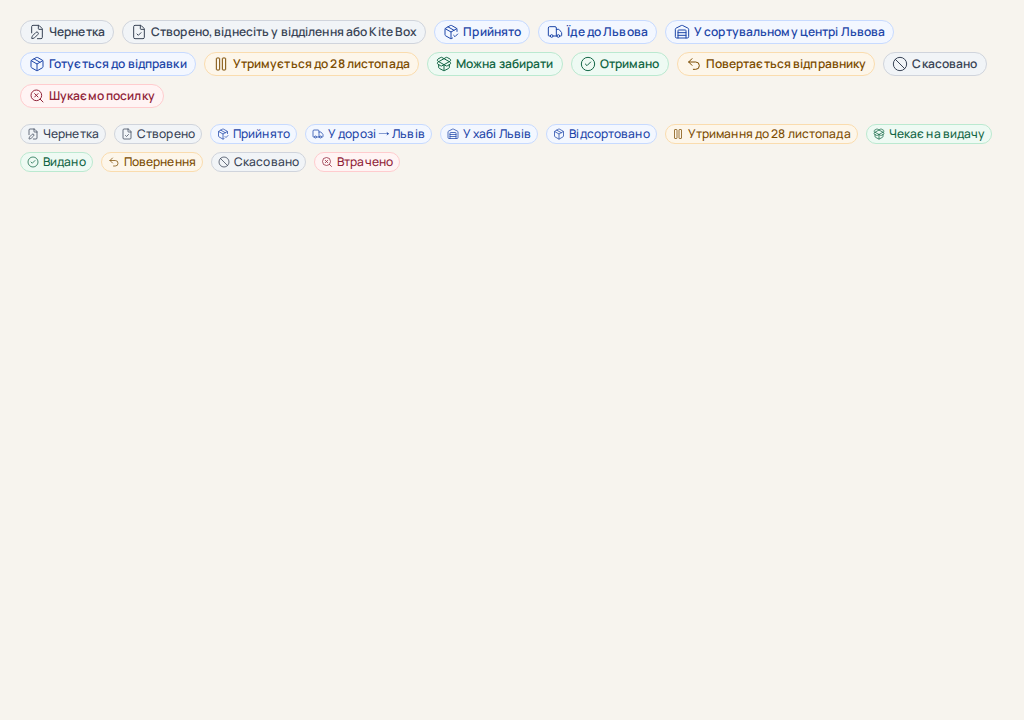 Чернетка Створено, віднесіть у відділення або Kite Box Прийнято Їде до Львова У сортувальному центрі Львова
Готується до відправки Утримується до 28 листопада Можна забирати Отримано Повертається відправнику Скасовано
Шукаємо посилку
Чернетка Створено Прийнято У дорозі → Львів У хабі Львів Відсортовано Утримання до 28 листопада Чекає на видачу
Видано Повернення Скасовано Втрачено